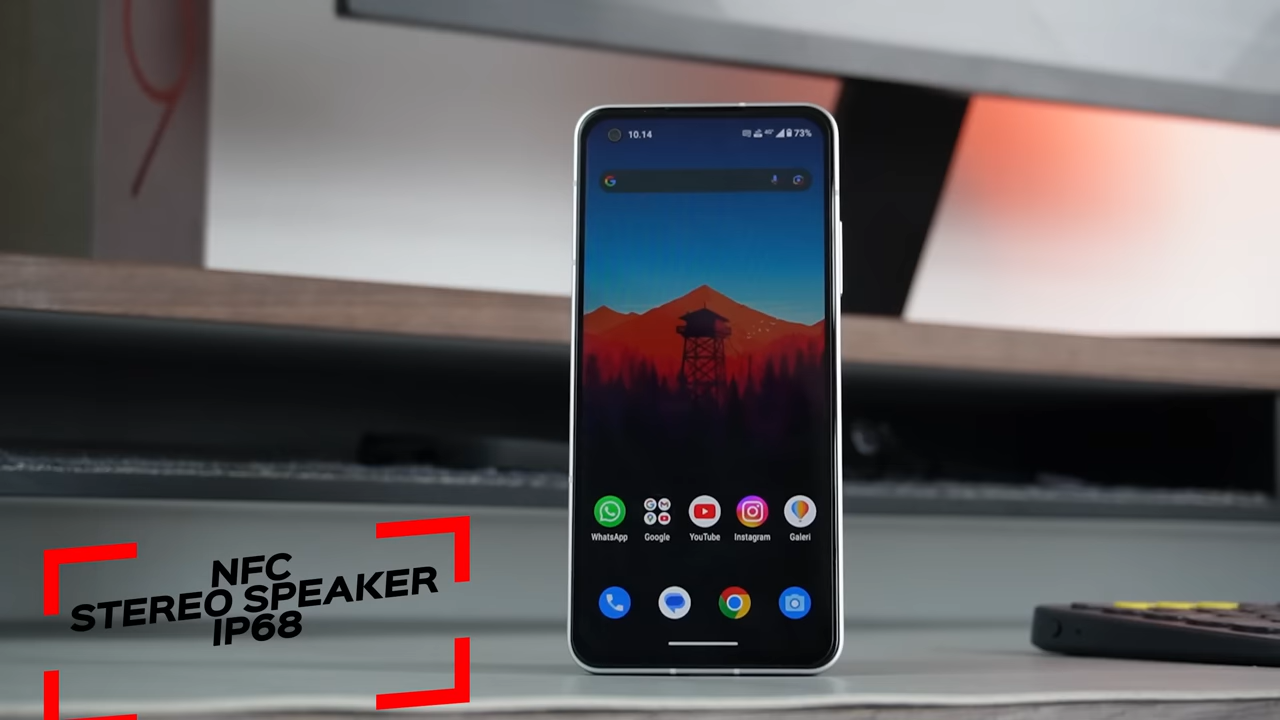 10.14
73%
WhatsApp
Google
YouTube
Instagram
Galeri
NFC
STEREO SPEAKER
IP68